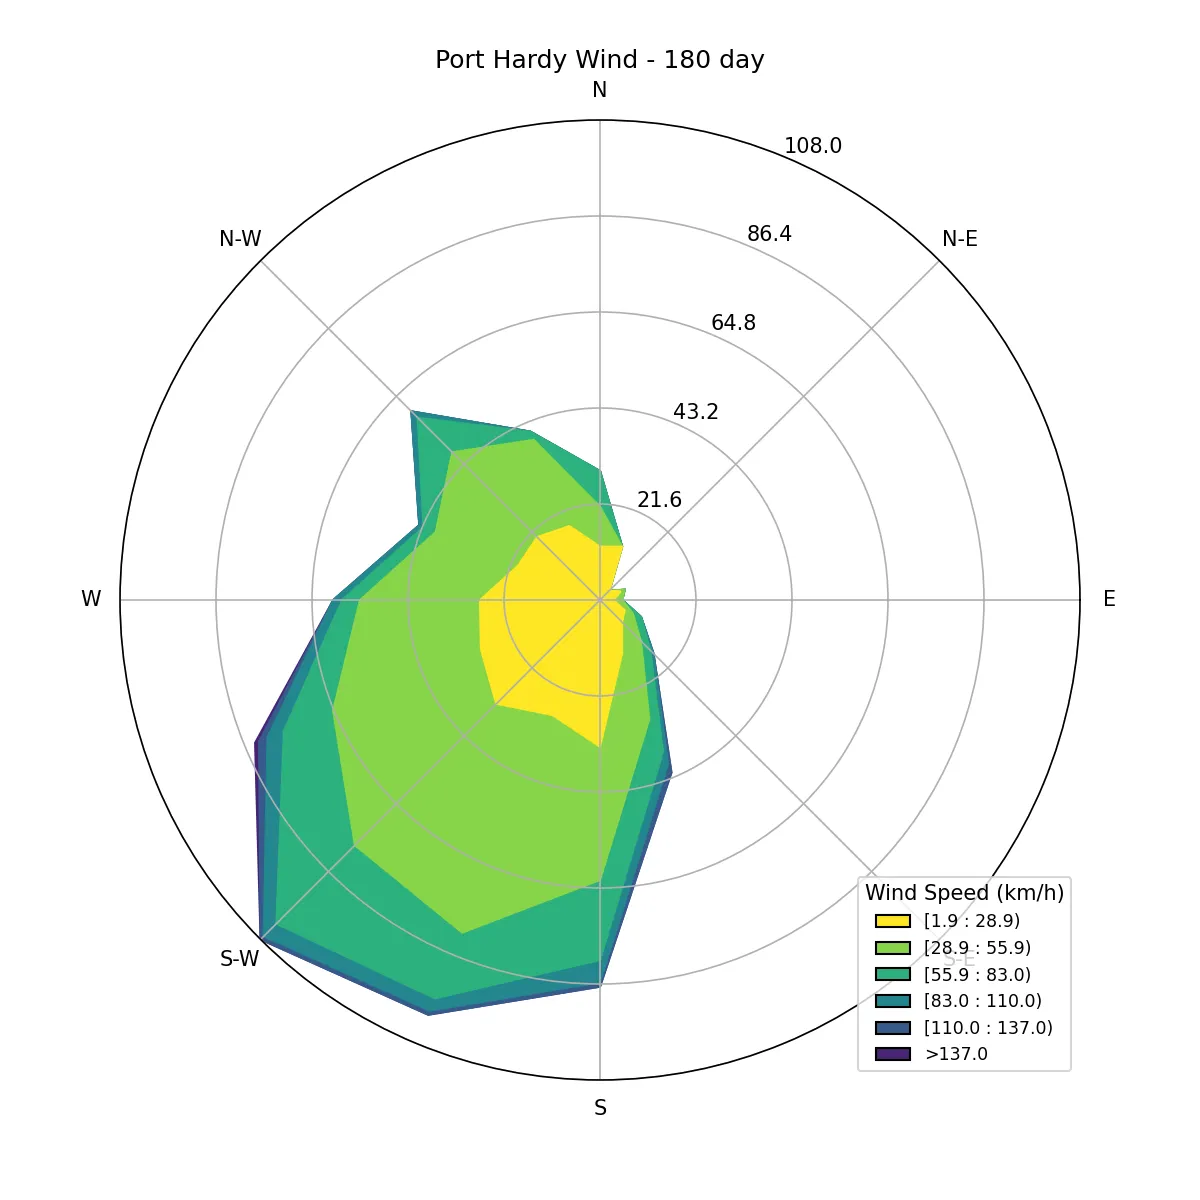 Port Hardy Wind - 180 day
N
108.0
N-W
86.4
N-E
64.8
43.2
21.6
W
E
Wind Speed (km/h)
[1.9 : 28.9)
[28.9 : 55.9)
S-W
S-E
[55.9 : 83.0)
[83.0 : 110.0)
[110.0 : 137.0)
>137.0
S